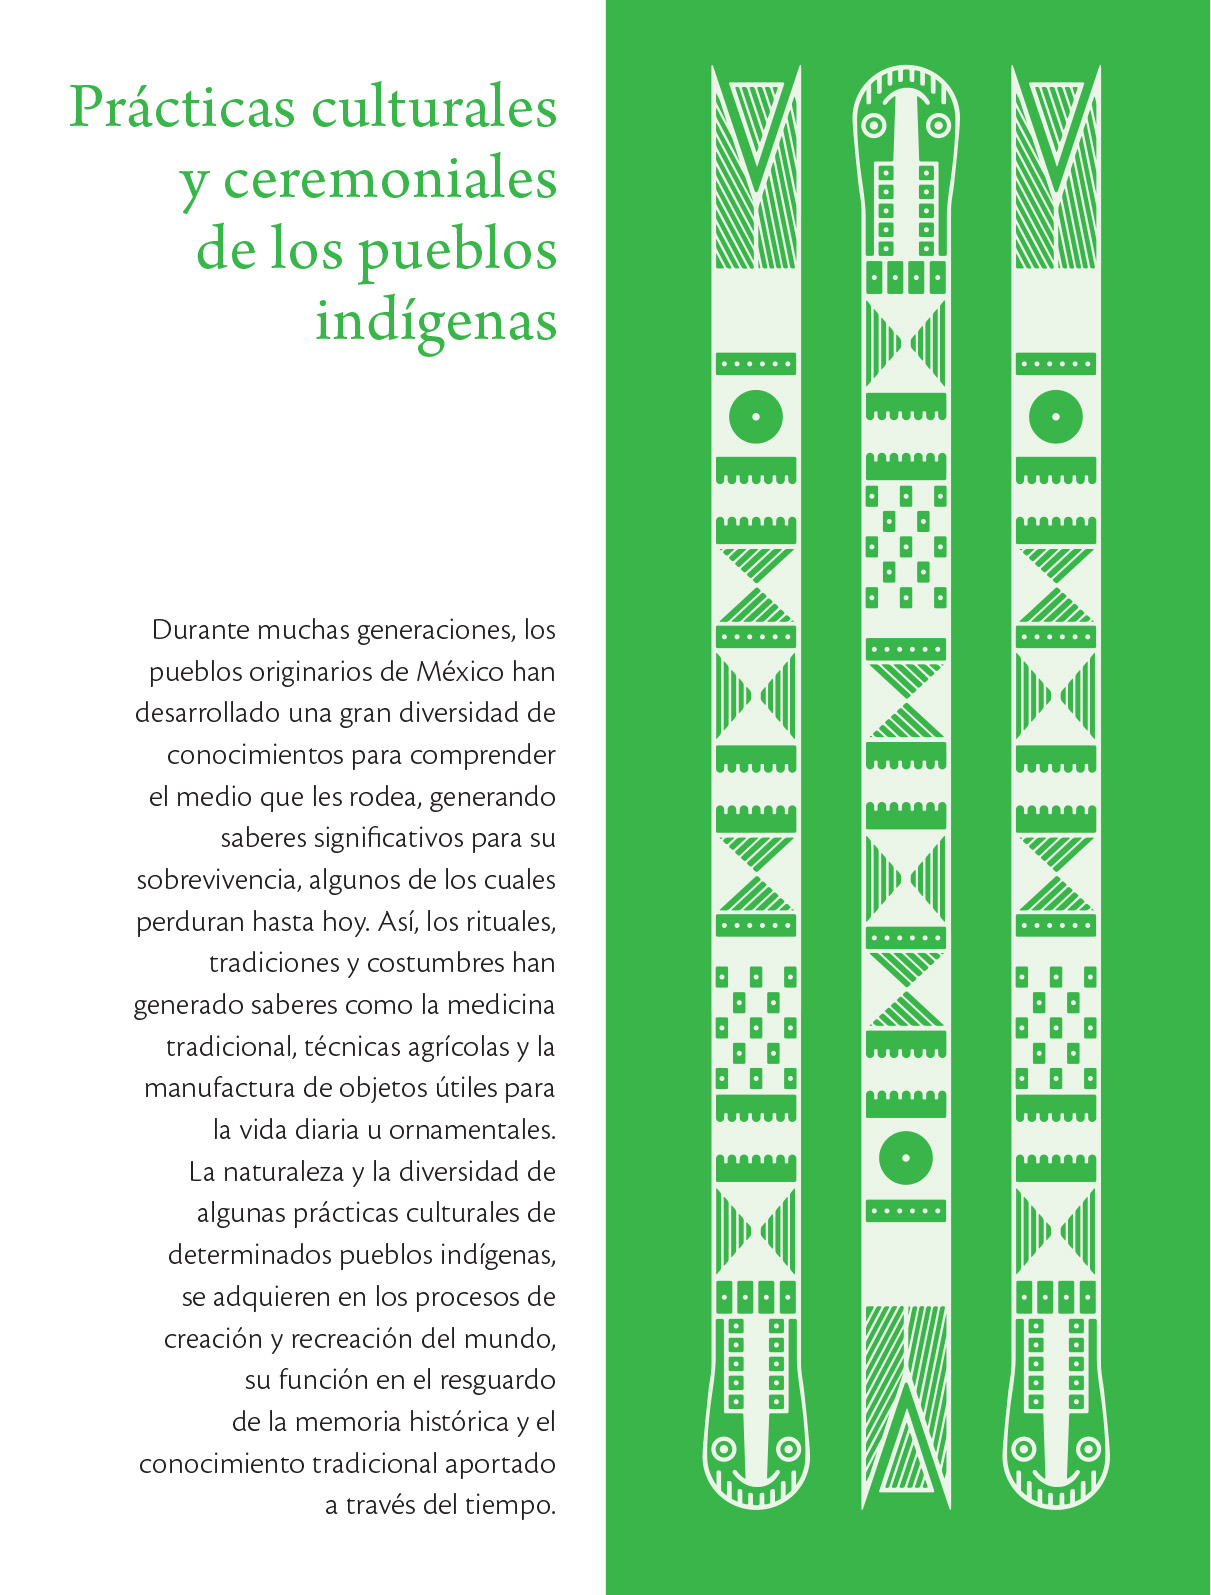 Prácticas culturales
y ceremoniales
de los pueblos
indígenas
Durante muchas generaciones, los
pueblos originarios de México han
desarrollado una gran diversidad de
conocimientos para comprender
el medio que les rodea, generando
saberes significativos para su
sobrevivencia, algunos de los cuales
perduran hasta hoy. Así, los rituales,
tradiciones y costumbres han
generado saberes como la medicina
tradicional, técnicas agrícolas y la
manufactura de objetos útiles para
la vida diaria u ornamentales.
La naturaleza y la diversidad de
algunas prácticas culturales de
determinados pueblos indígenas,
se adquieren en los procesos de
creación y recreación del mundo,
su función en el resguardo
de la memoria histórica y el
conocimiento tradicional aportado
a través del tiempo.